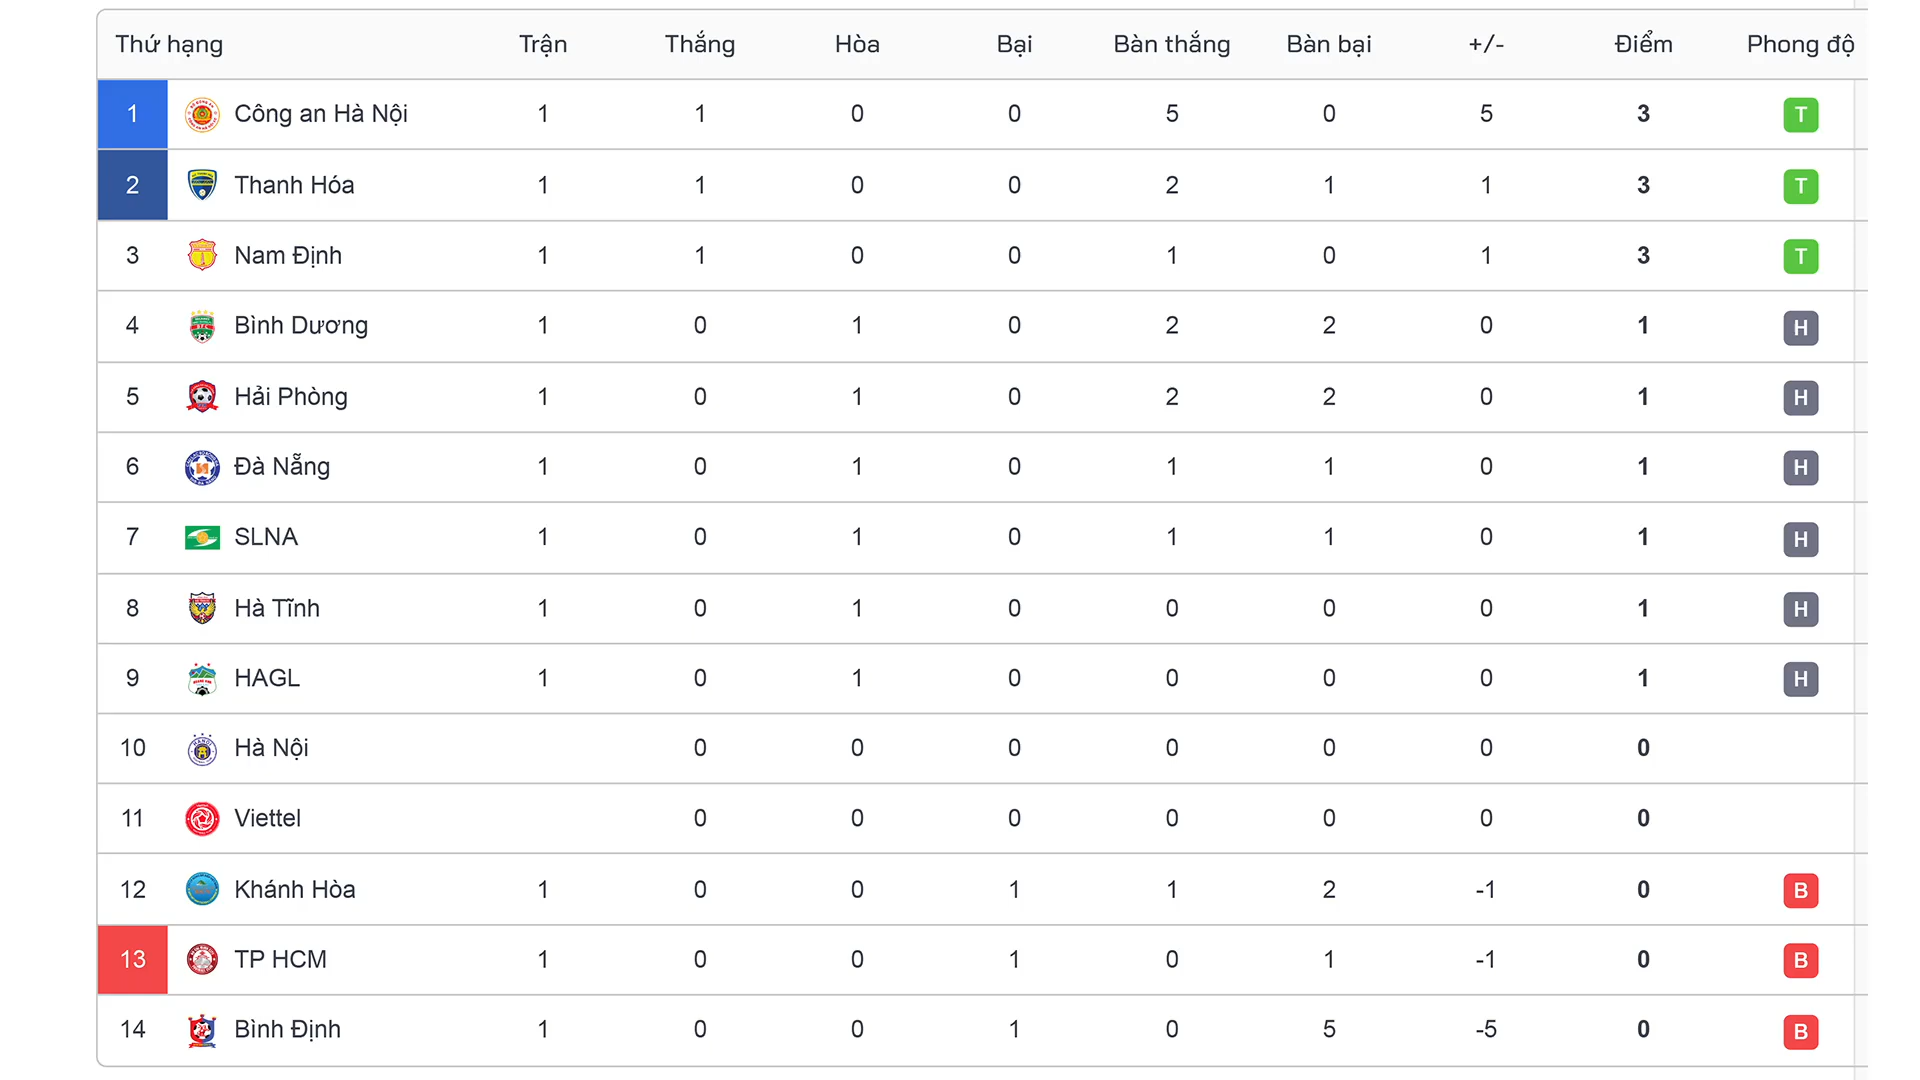 Thứ hạng Trận Thắng Hòa Bại Bàn thắng Bàn bại +/- Điểm Phong độ
1 Công an Hà Nội 1 1 0 0 5 0 5 3 T
2 Thanh Hóa 1 1 0 0 2 1 1 3 T
3 Nam Định 1 1 0 0 1 0 1 3 T
4 Bình Dương 1 0 1 0 2 2 0 1 H
5 Hải Phòng 1 0 1 0 2 2 0 1 H
6 Đà Nẵng 1 0 1 0 1 1 0 1 H
7 SLNA 1 0 1 0 1 1 0 1 H
8 Hà Tĩnh 1 0 1 0 0 0 0 1 H
9 HAGL 1 0 1 0 0 0 0 1 H
10 Hà Nội 0 0 0 0 0 0 0
11 Viettel 0 0 0 0 0 0 0
12 Khánh Hòa 1 0 0 1 1 2 -1 0 B
13 TP HCM 1 0 0 1 0 1 -1 0 B
14 Bình Định 1 0 0 1 0 5 -5 0 B